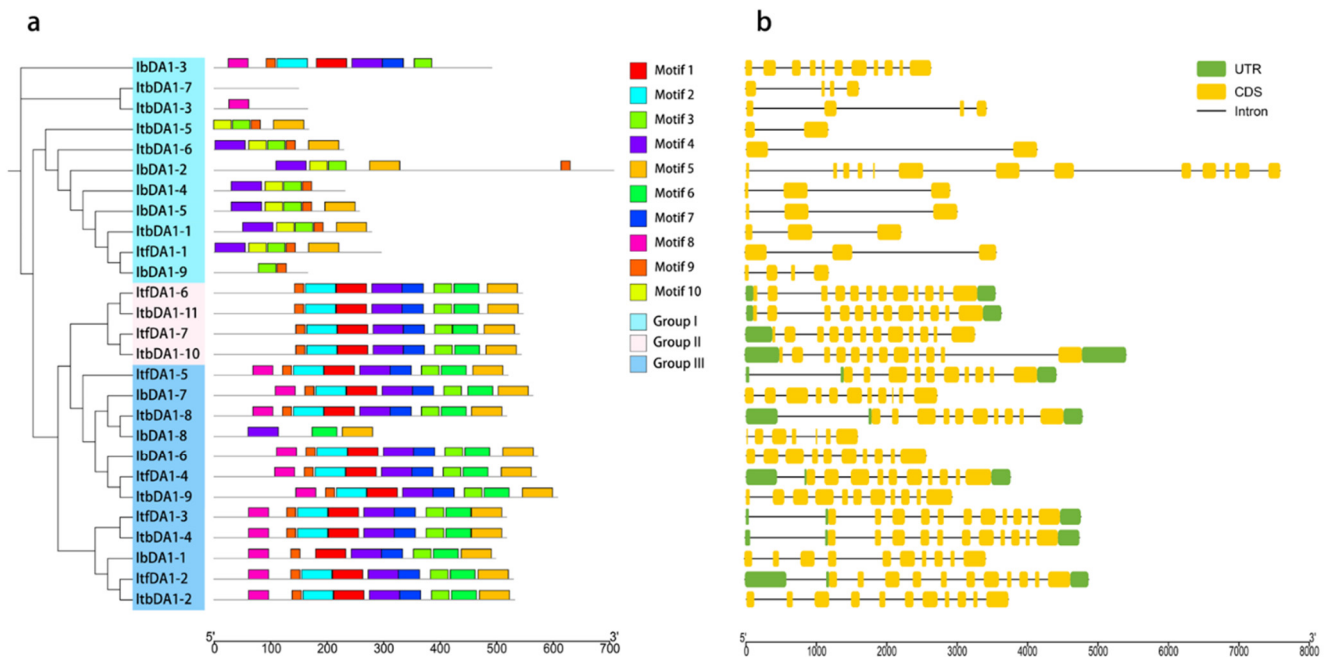 a
b
IbDA1-3
ItbDA1-7
ItbDA1-3
ItbDA1-5
ItbDA1-6
IbDA1-2
IbDA1-4
IbDA1-5
ItbDA1-1
ItfDA1-1
IbDA1-9
ItfDA1-6
ItbDA1-11
ItfDA1-7
ItbDA1-10
ItfDA1-5
IbDA1-7
ItbDA1-8
IbDA1-8
IbDA1-6
ItfDA1-4
ItbDA1-9
ItfDA1-3
ItbDA1-4
IbDA1-1
ItfDA1-2
ItbDA1-2
Motif 1
Motif 2
Motif 3
Motif 4
Motif 5
Motif 6
Motif 7
Motif 8
Motif 9
Motif 10
Group I
Group II
Group III
UTR
CDS
Intron
5' 3'
0 100 200 300 400 500 600 700
5' 3'
0 1000 2000 3000 4000 5000 6000 7000 8000